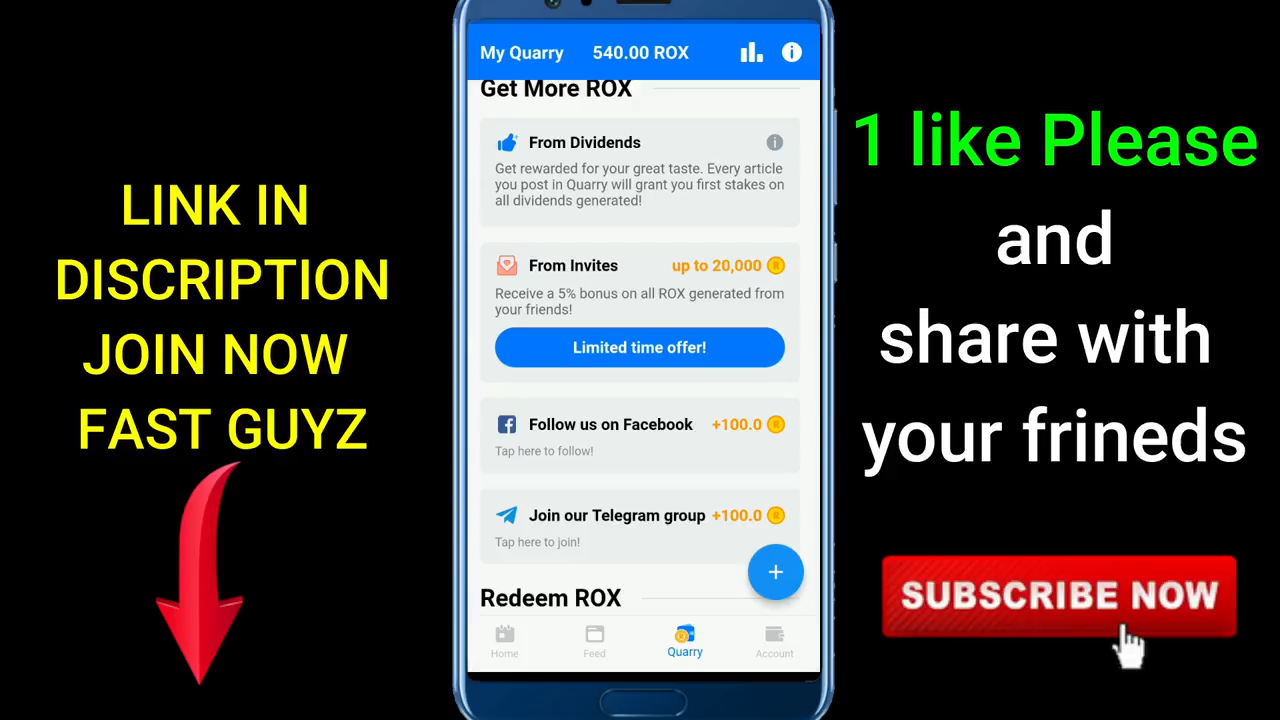 LINK IN
DISCRIPTION
JOIN NOW
FAST GUYZ
My Quarry 540.00 ROX
Get More ROX
From Dividends
Get rewarded for your great taste. Every article
you post in Quarry will grant you first stakes on
all dividends generated!
From Invites up to 20,000
Receive a 5% bonus on all ROX generated from
your friends!
Limited time offer!
Follow us on Facebook +100.0
Tap here to follow!
Join our Telegram group +100.0
Tap here to join!
Redeem ROX
Home Feed Quarry Account
1 like Please
and
share with
your frineds
SUBSCRIBE NOW